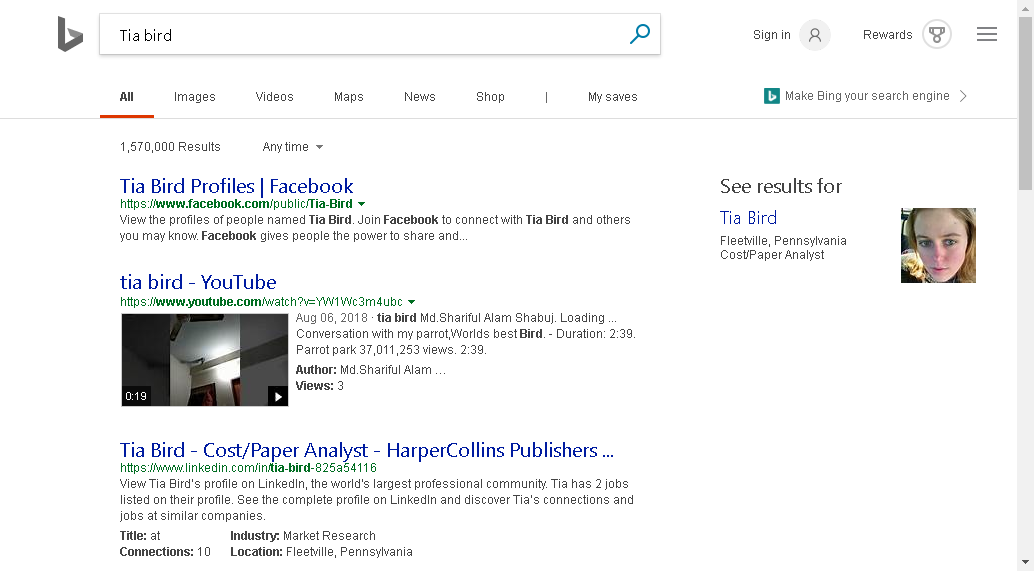 Tia bird
Sign in
Rewards
All
Images
Videos
Maps
News
Shop
|
My saves
Make Bing your search engine
1,570,000 Results
Any time
Tia Bird Profiles | Facebook
https://www.facebook.com/public/Tia-Bird
View the profiles of people named Tia Bird. Join Facebook to connect with Tia Bird and others
you may know. Facebook gives people the power to share and...
tia bird - YouTube
https://www.youtube.com/watch?v=YW1Wc3m4ubc
0:19
Aug 06, 2018 · tia bird Md.Shariful Alam Shabuj. Loading ...
Conversation with my parrot,Worlds best Bird. - Duration: 2:39.
Parrot park 37,011,253 views. 2:39.
Author: Md.Shariful Alam …
Views: 3
Tia Bird - Cost/Paper Analyst - HarperCollins Publishers ...
https://www.linkedin.com/in/tia-bird-825a54116
View Tia Bird's profile on LinkedIn, the world's largest professional community. Tia has 2 jobs
listed on their profile. See the complete profile on LinkedIn and discover Tia's connections and
jobs at similar companies.
Title: at
Industry: Market Research
Connections: 10
Location: Fleetville, Pennsylvania
See results for
Tia Bird
Fleetville, Pennsylvania
Cost/Paper Analyst